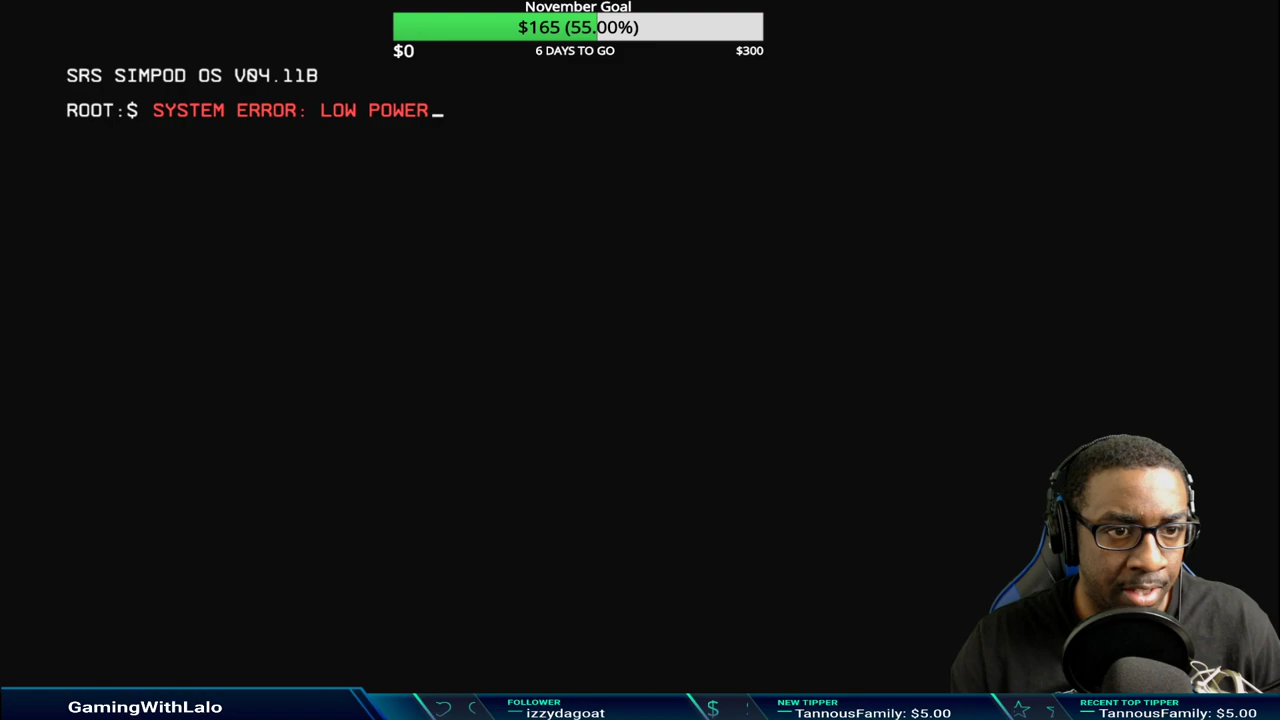 November Goal
$165 (55.00%)
$0
6 DAYS TO GO
$300
SRS SIMPOD OS V04.11B
ROOT:$ SYSTEM ERROR: LOW POWER_
GamingWithLalo
FOLLOWER
izzydagoat
$
NEW TIPPER
TannousFamily: $5.00
RECENT TOP TIPPER
TannousFamily: $5.00